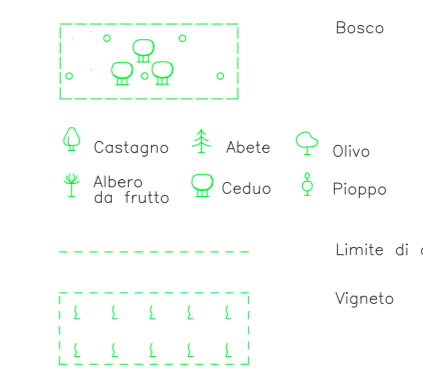 Bosco
Castagno
Abete
Olivo
Albero
da frutto
Ceduo
Pioppo
Limite di
Vigneto